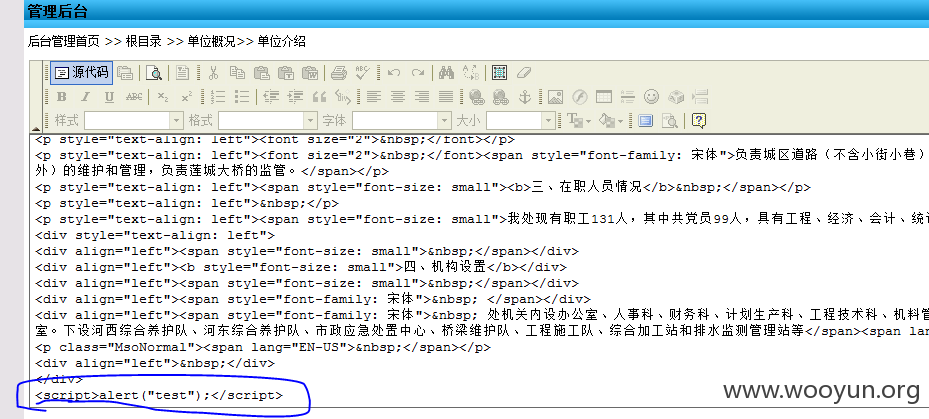 管理后台
后台管理首页 >> 根目录 >> 单位概况>> 单位介绍
源代码
B I U ABC ×₂ ×²
样式 格式 字体 大小
<p style="text-align: left"><font size="2">&nbsp;</font></p>
<p style="text-align: left"><font size="2">&nbsp;</font><span style="font-family: 宋体">负责城区道路（不含小街小巷）
外）的维护和管理，负责莲城大桥的监管。</span></p>
<p style="text-align: left"><span style="font-size: small"><b>三、在职人员情况</b>&nbsp;</span></p>
<p style="text-align: left">&nbsp;</p>
<p style="text-align: left"><span style="font-size: small">我处现有职工131人，其中共党员99人，具有工程、经济、会计、统计
<div style="text-align: left">
<div align="left"><span style="font-size: small">&nbsp;</span></div>
<div align="left"><b style="font-size: small">四、机构设置</b></div>
<div align="left"><span style="font-size: small">&nbsp;</span></div>
<div align="left"><span style="font-family: 宋体">&nbsp; </span></div>
<div align="left"><span style="font-family: 宋体">&nbsp; 处机关内设办公室、人事科、财务科、计划生产科、工程技术科、机料管
室。下设河西综合养护队、河东综合养护队、市政应急处置中心、桥梁维护队、工程施工队、综合加工站和排水监测管理站等</span><span lan
<p class="MsoNormal"><span lang="EN-US">&nbsp;</span></p>
<div align="left">&nbsp;</div>
</div>
<script>alert("test");</script>
www.wooyun.org